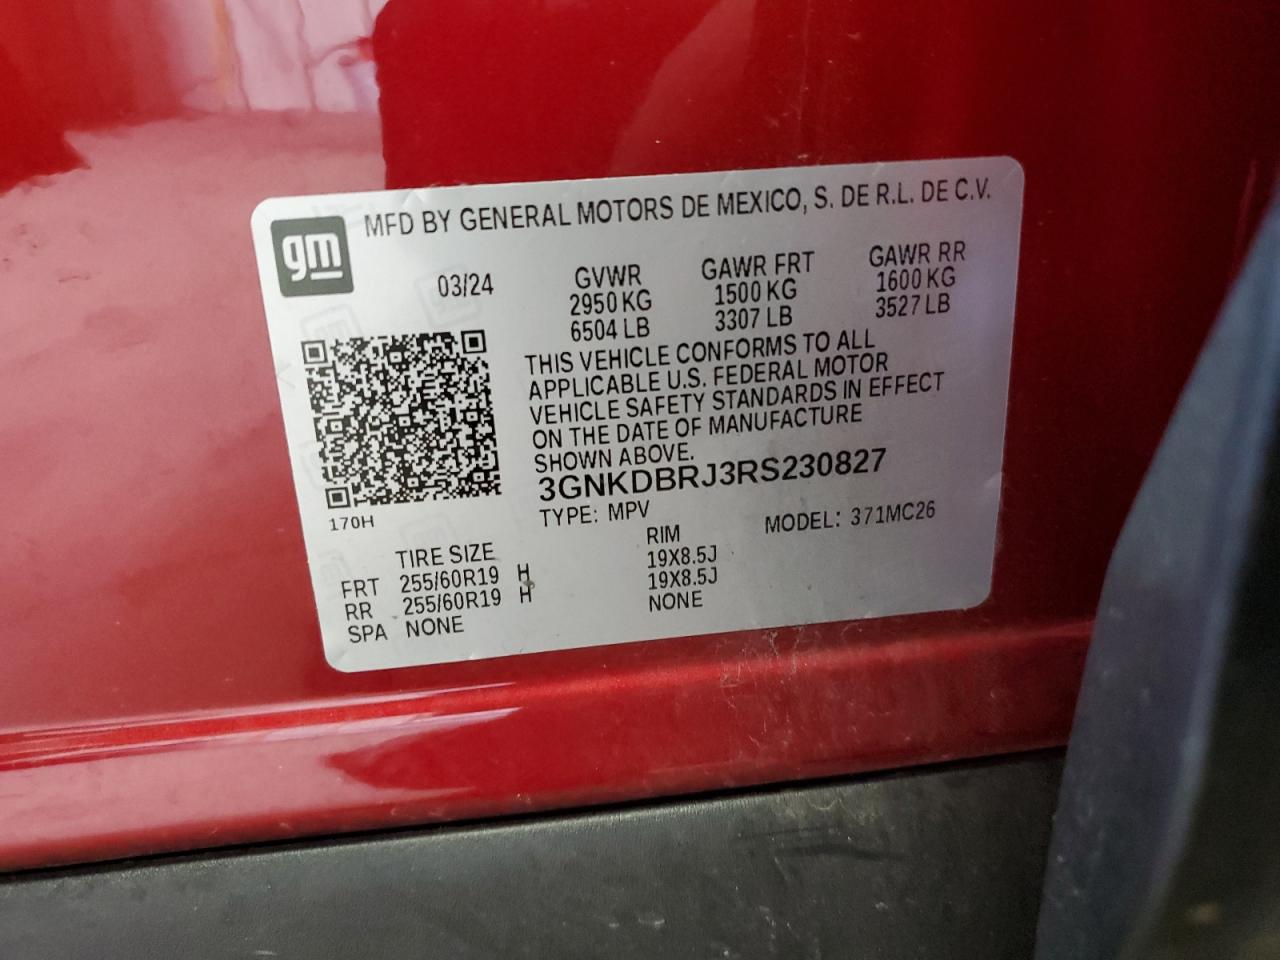 gm
MFD BY GENERAL MOTORS DE MEXICO, S. DE R.L. DE C.V.
03/24
GVWR
2950 KG
6504 LB
GAWR FRT
1500 KG
3307 LB
GAWR RR
1600 KG
3527 LB
THIS VEHICLE CONFORMS TO ALL
APPLICABLE U.S. FEDERAL MOTOR
VEHICLE SAFETY STANDARDS IN EFFECT
ON THE DATE OF MANUFACTURE
SHOWN ABOVE.
3GNKDBRJ3RS230827
TYPE: MPV
MODEL: 371MC26
170H
TIRE SIZE RIM
FRT 255/60R19 H 19X8.5J
RR 255/60R19 H 19X8.5J
SPA NONE NONE